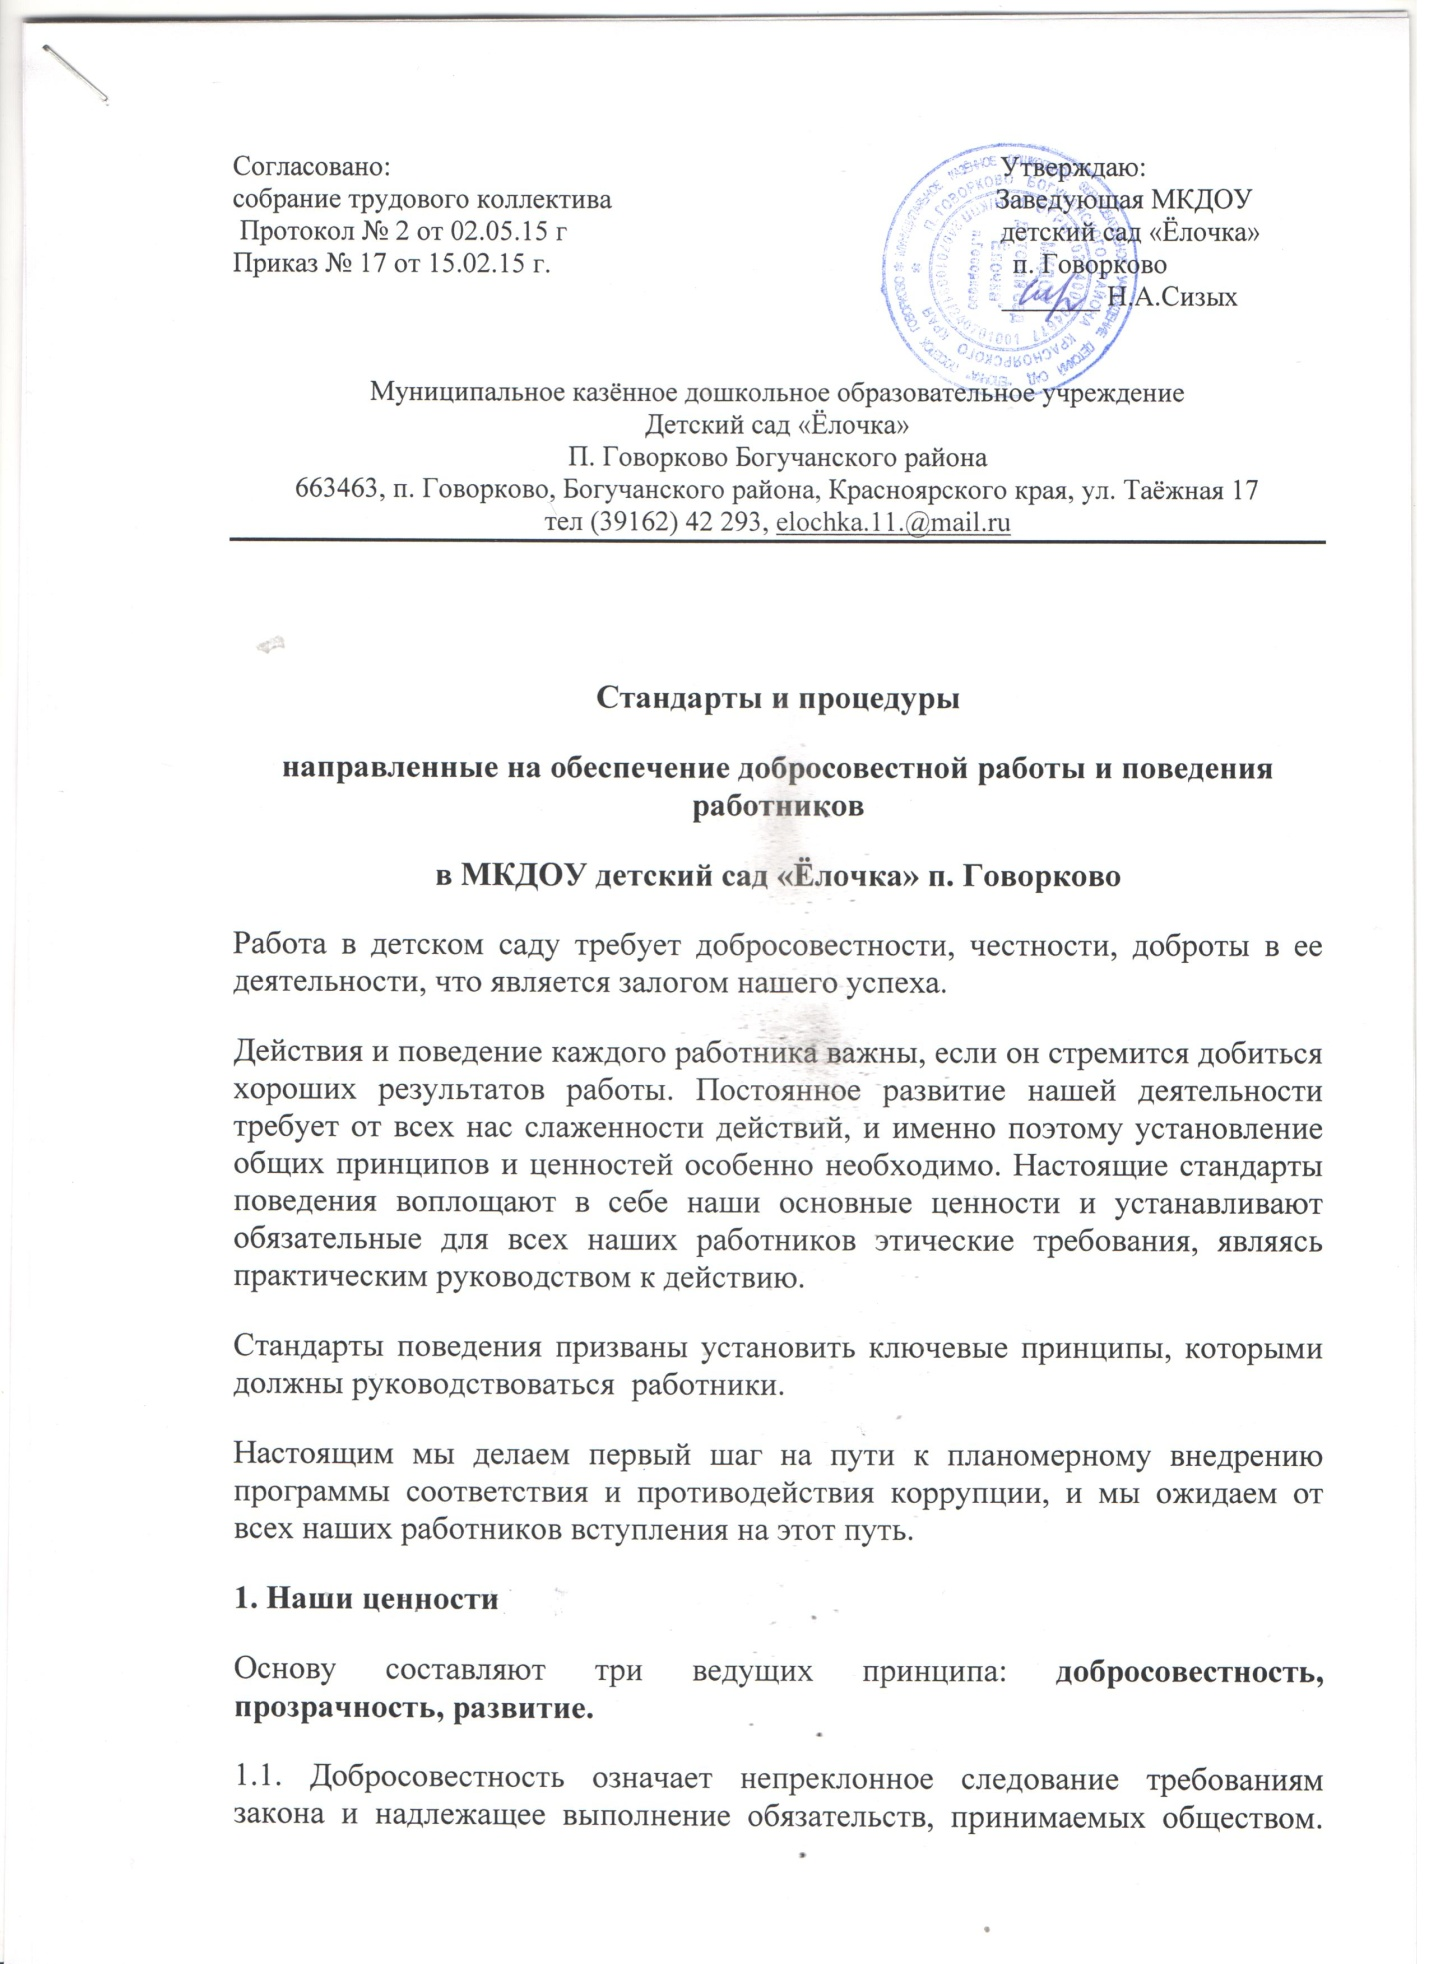 Согласовано:
собрание трудового коллектива
Протокол № 2 от 02.05.15 г
Приказ № 17 от 15.02.15 г.
Утверждаю:
Заведующая МКДОУ
детский сад «Ёлочка»
п. Говорково
Н.А.Сизых
Муниципальное казённое дошкольное образовательное учреждение
Детский сад «Ёлочка»
П. Говорково Богучанского района
663463, п. Говорково, Богучанского района, Красноярского края, ул. Таёжная 17
тел (39162) 42 293, elochka.11.@mail.ru
Стандарты и процедуры
направленные на обеспечение добросовестной работы и поведения
работников
в МКДОУ детский сад «Ёлочка» п. Говорково
Работа в детском саду требует добросовестности, честности, доброты в ее
деятельности, что является залогом нашего успеха.
Действия и поведение каждого работника важны, если он стремится добиться
хороших результатов работы. Постоянное развитие нашей деятельности
требует от всех нас слаженности действий, и именно поэтому установление
общих принципов и ценностей особенно необходимо. Настоящие стандарты
поведения воплощают в себе наши основные ценности и устанавливают
обязательные для всех наших работников этические требования, являясь
практическим руководством к действию.
Стандарты поведения призваны установить ключевые принципы, которыми
должны руководствоваться работники.
Настоящим мы делаем первый шаг на пути к планомерному внедрению
программы соответствия и противодействия коррупции, и мы ожидаем от
всех наших работников вступления на этот путь.
1. Наши ценности
Основу составляют три ведущих принципа: добросовестность,
прозрачность, развитие.
1.1. Добросовестность означает непреклонное следование требованиям
закона и надлежащее выполнение обязательств, принимаемых обществом.